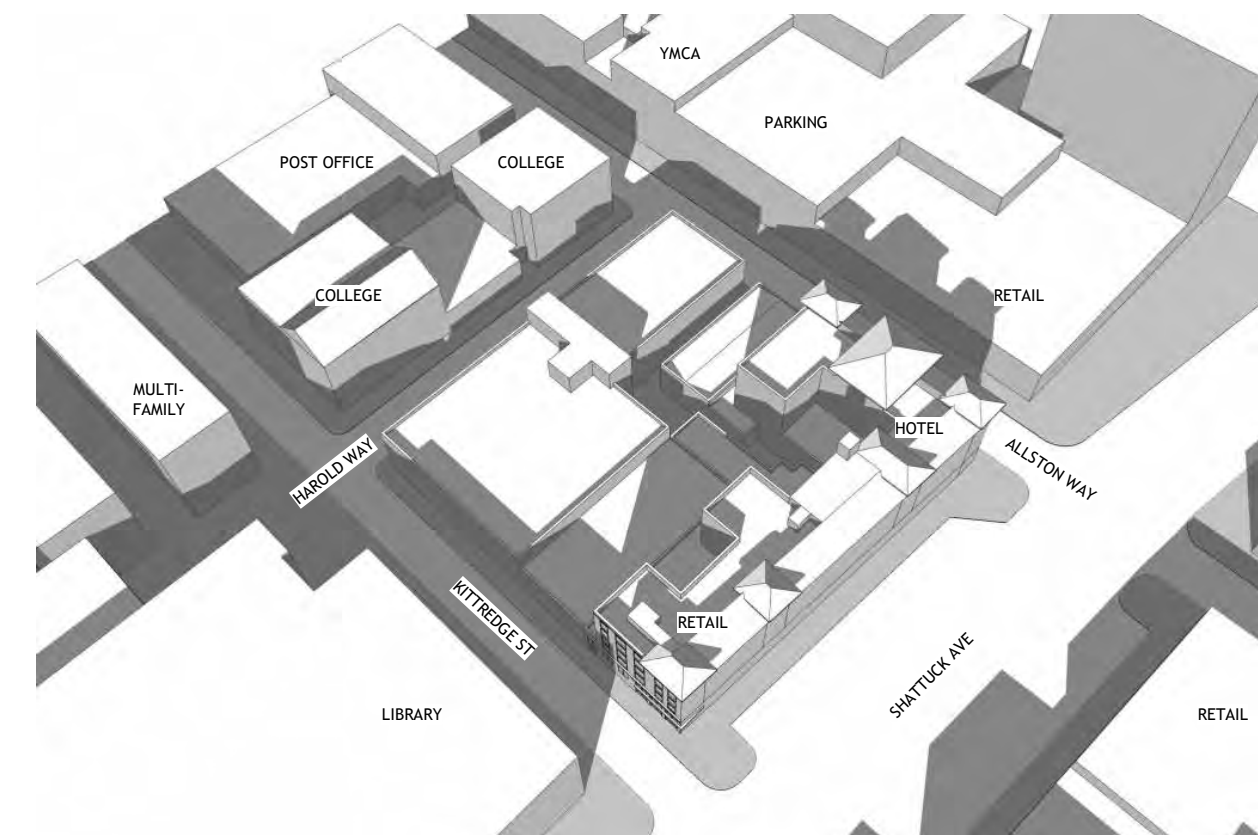 YMCA
PARKING
POST OFFICE
COLLEGE
COLLEGE
RETAIL
MULTI-
FAMILY
HOTEL
HAROLD WAY
ALLSTON WAY
KITTREDGE ST
RETAIL
SHATTUCK AVE
LIBRARY
RETAIL